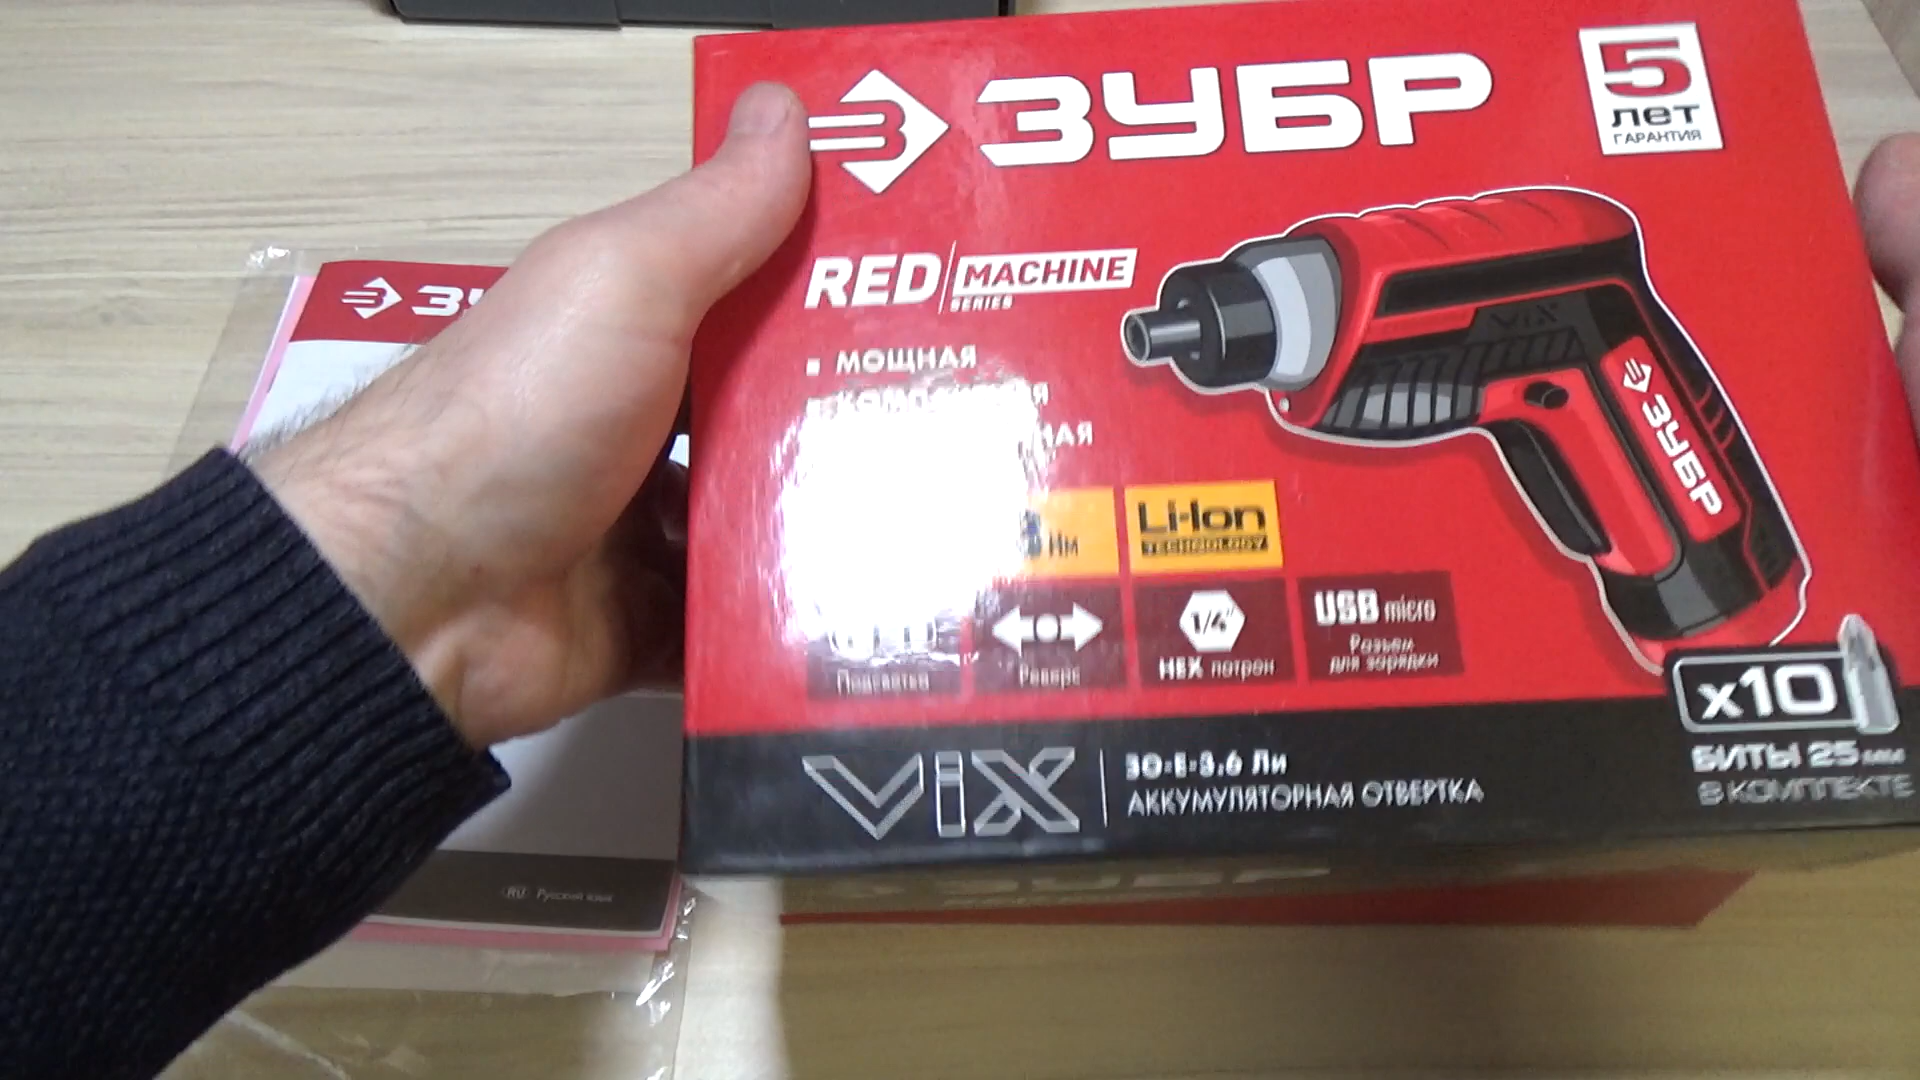 ЗУБР
5
лет
ГАРАНТИЯ
RED MACHINE
SERIES
МОЩНАЯ
Нм
Li-Ion
TECHNOLOGY
Подсветка
Реверс
1/4"
HEX патрон
USB micro
Разъем
для зарядки
ViX
ЗУБР
x10
БИТЫ 25 мм
В КОМПЛЕКТЕ
ViX
ЗО-Е-3,6 Ли
АККУМУЛЯТОРНАЯ ОТВЕРТКА
ЗУБР
RU Русский язык